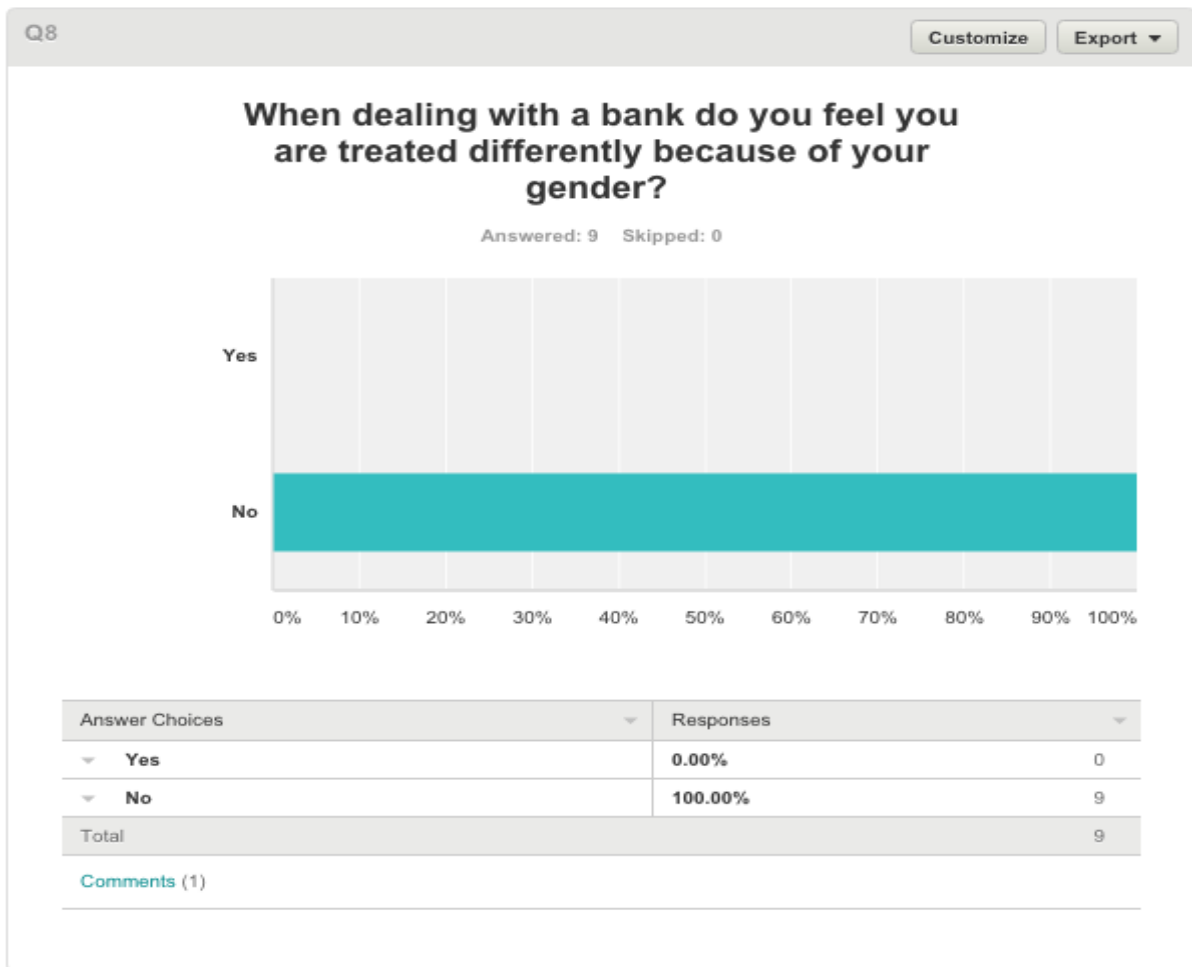 Q8
Customize
Export
When dealing with a bank do you feel you
are treated differently because of your
gender?
Answered: 9 Skipped: 0
Yes
No
0% 10% 20% 30% 40% 50% 60% 70% 80% 90% 100%
Answer Choices Responses
Yes 0.00% 0
No 100.00% 9
Total 9
Comments (1)